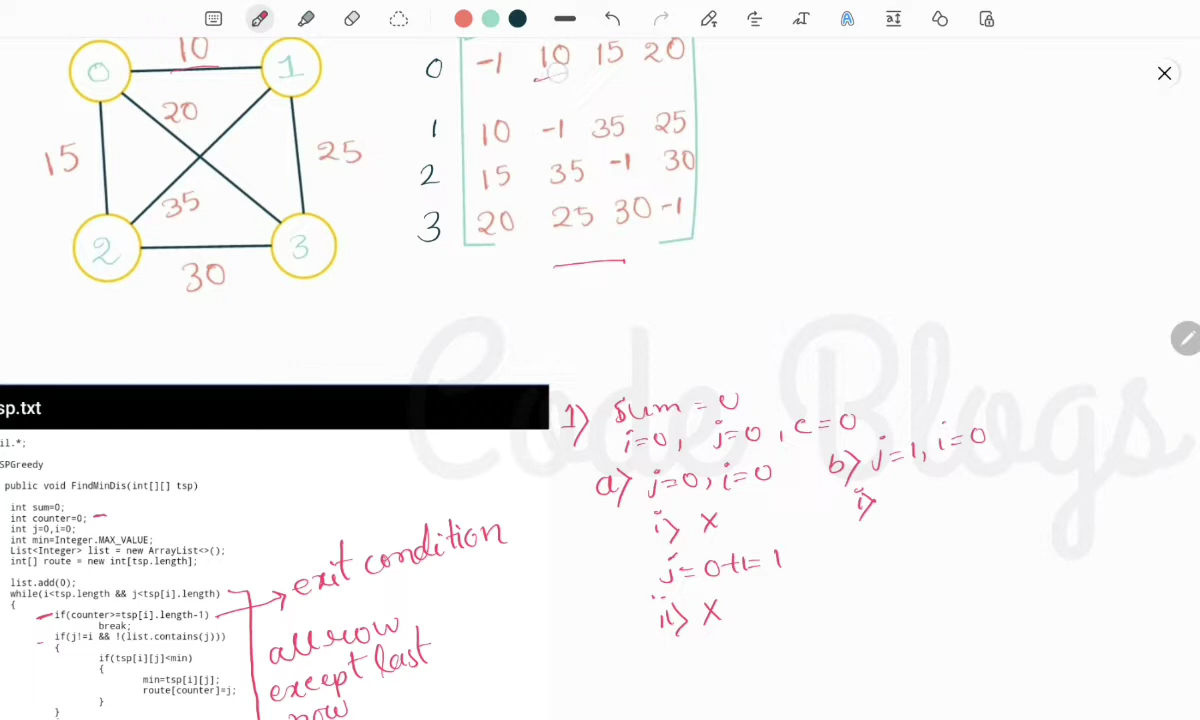 10
0 1
20
15 25
35
2 3
30
0 -1 10 15 20
1 10 -1 35 25
2 15 35 -1 30
3 20 25 30 -1
Code Blogs
sp.txt
il.*;
SPGreedy
public void FindMinDis(int[][] tsp)
int sum=0;
int counter=0;
int j=0,i=0;
int min=Integer.MAX_VALUE;
List<Integer> list = new ArrayList<>();
int[] route = new int[tsp.length];
list.add(0);
while(i<tsp.length && j<tsp[i].length)
{
if(counter>=tsp[i].length-1)
break;
if(j!=i && !(list.contains(j)))
{
if(tsp[i][j]<min)
{
min=tsp[i][j];
route[counter]=j;
}
}
exit condition
all row
except last
row
1) sum = 0
i=0, j=0, c=0
a) j=0, i=0
i) x
j=0+1=1
ii) x
b) j=1, i=0
i)